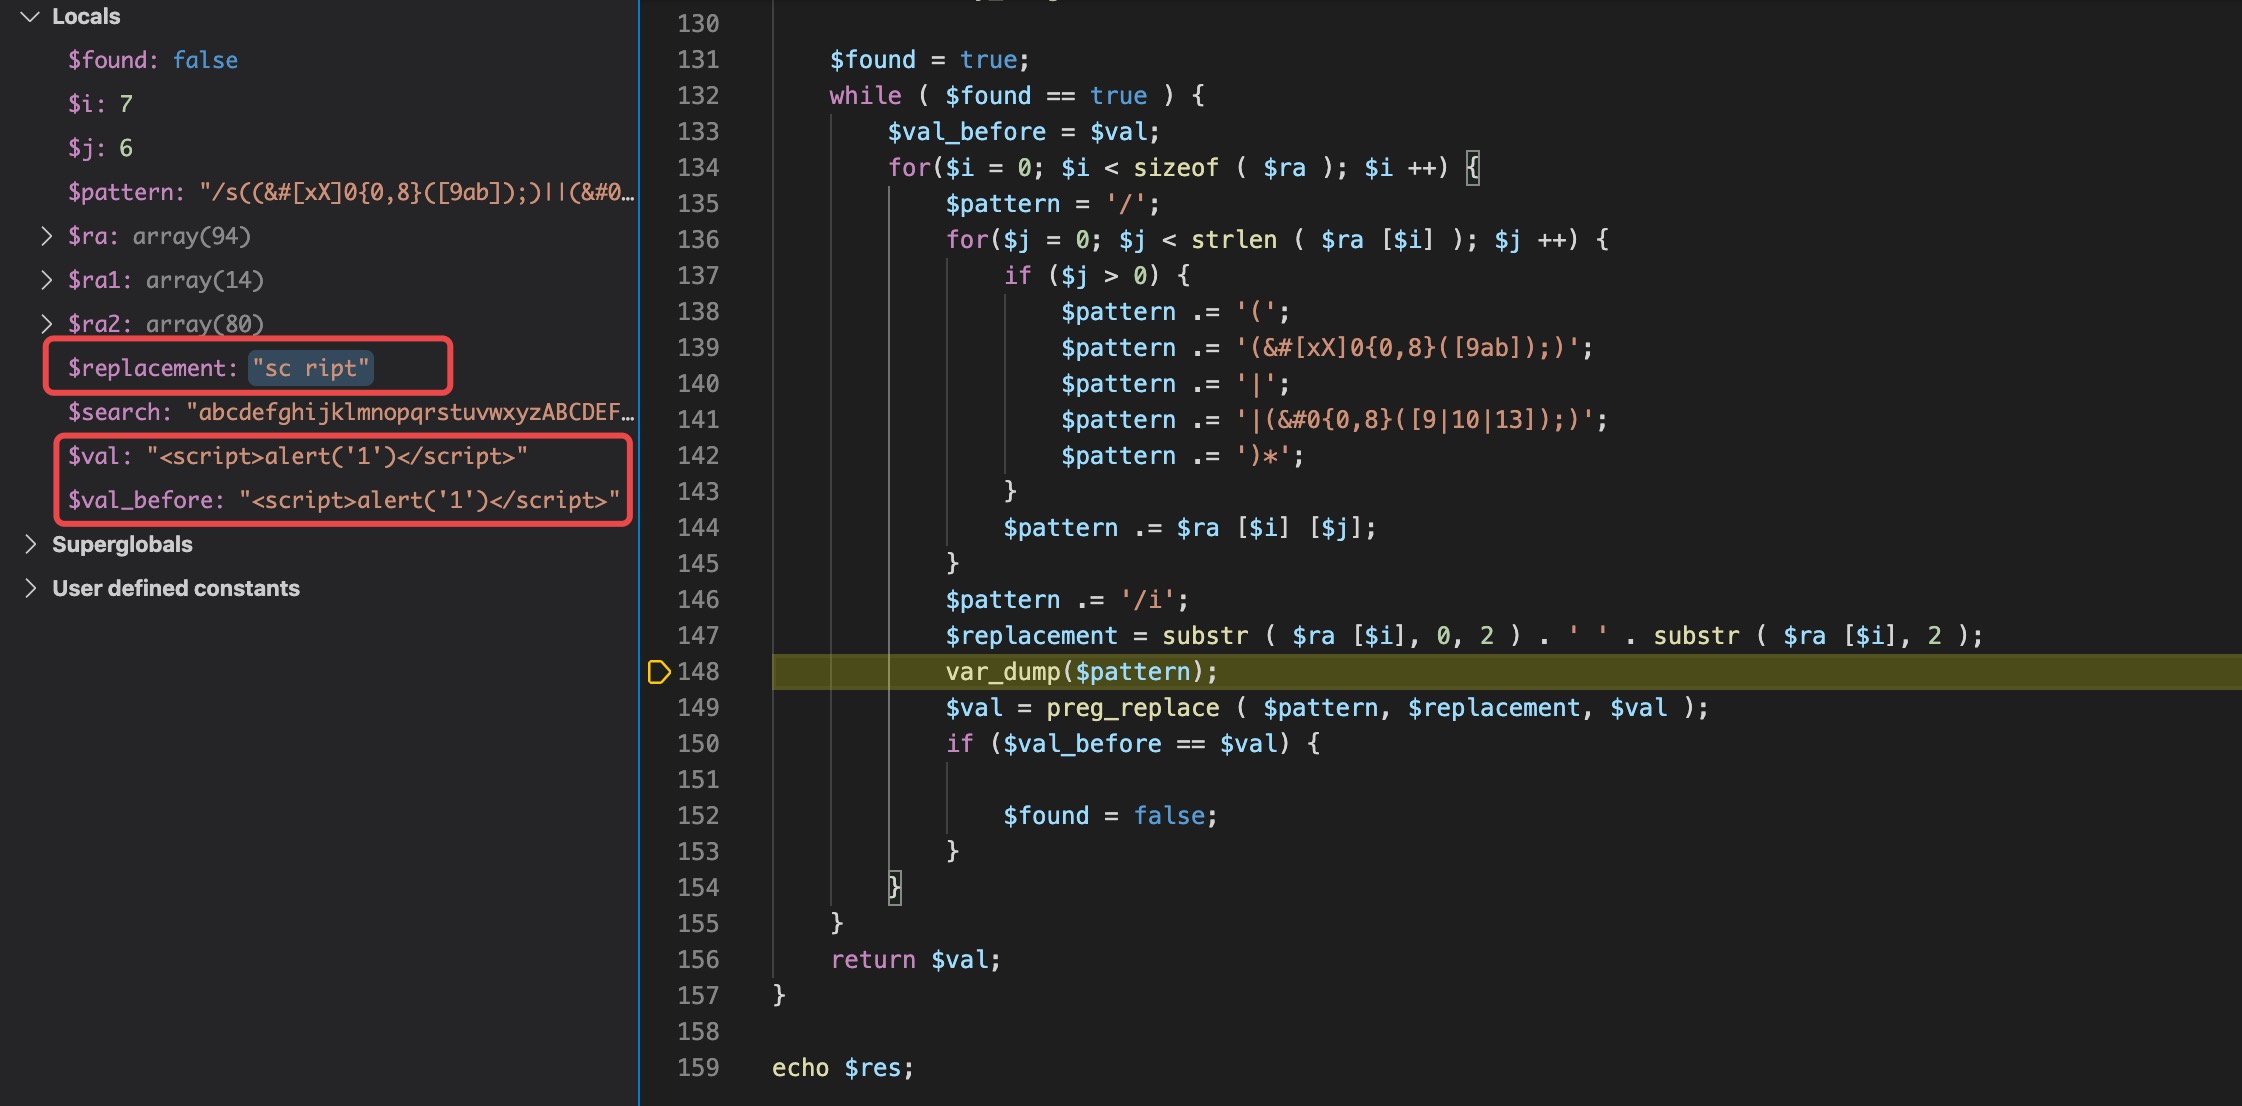 Locals
$found: false
$i: 7
$j: 6
$pattern: "/s((&#[xX]0{0,8}([9ab]);)||(&#0…
$ra: array(94)
$ra1: array(14)
$ra2: array(80)
$replacement: "sc ript"
$search: "abcdefghijklmnopqrstuvwxyzABCDEF…
$val: "<script>alert('1')</script>"
$val_before: "<script>alert('1')</script>"
Superglobals
User defined constants
130
131 $found = true;
132 while ( $found == true ) {
133 $val_before = $val;
134 for($i = 0; $i < sizeof ( $ra ); $i ++) {
135 $pattern = '/';
136 for($j = 0; $j < strlen ( $ra [$i] ); $j ++) {
137 if ($j > 0) {
138 $pattern .= '(';
139 $pattern .= '(&#[xX]0{0,8}([9ab]);)';
140 $pattern .= '|';
141 $pattern .= '|(&#0{0,8}([9|10|13]);)';
142 $pattern .= ')*';
143 }
144 $pattern .= $ra [$i] [$j];
145 }
146 $pattern .= '/i';
147 $replacement = substr ( $ra [$i], 0, 2 ) . ' ' . substr ( $ra [$i], 2 );
148 var_dump($pattern);
149 $val = preg_replace ( $pattern, $replacement, $val );
150 if ($val_before == $val) {
151
152 $found = false;
153 }
154 }
155 }
156 return $val;
157 }
158
159 echo $res;